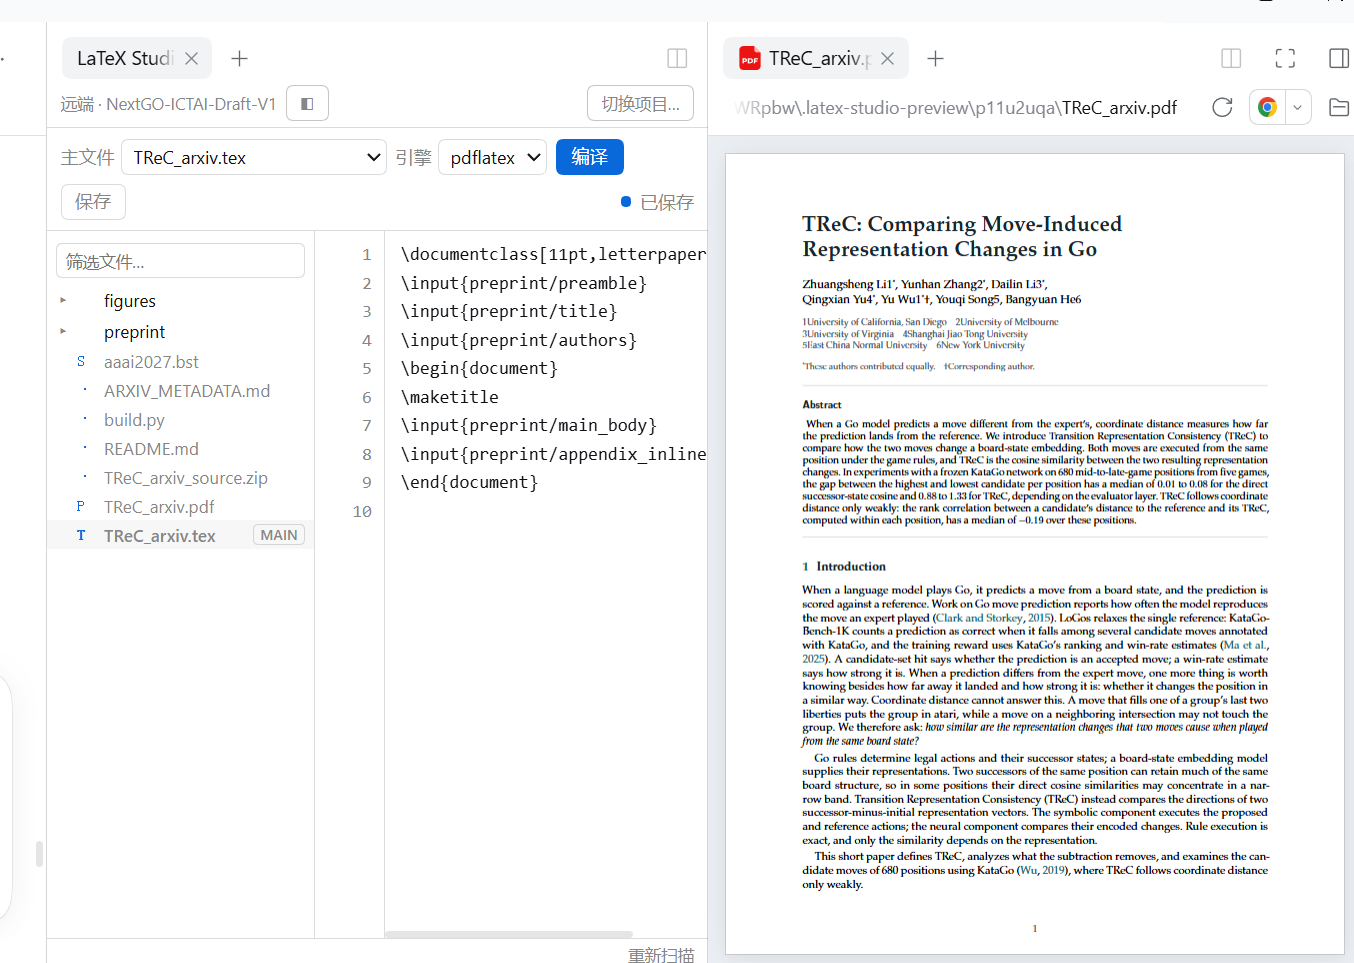 LaTeX Studi
TReC_arxiv.p
远端 · NextGO-ICTAI-Draft-V1
切换项目...
WRpbw\.latex-studio-preview\p11u2uqa\TReC_arxiv.pdf
主文件
TReC_arxiv.tex
引擎
pdflatex
编译
保存
已保存
筛选文件...
figures
preprint
S aaai2027.bst
ARXIV_METADATA.md
build.py
README.md
TReC_arxiv_source.zip
P TReC_arxiv.pdf
T TReC_arxiv.tex MAIN
1 \documentclass[11pt,letterpaper
2 \input{preprint/preamble}
3 \input{preprint/title}
4 \input{preprint/authors}
5 \begin{document}
6 \maketitle
7 \input{preprint/main_body}
8 \input{preprint/appendix_inline
9 \end{document}
10
重新扫描
PDF
TReC: Comparing Move-Induced
Representation Changes in Go
Zhuangsheng Li1*, Yunhan Zhang2*, Dailin Li3*,
Qingxian Yu4*, Yu Wu1*†, Youqi Song5, Bangyuan He6
1University of California, San Diego 2University of Melbourne
3University of Virginia 4Shanghai Jiao Tong University
5East China Normal University 6New York University
*These authors contributed equally. †Corresponding author.
Abstract
When a Go model predicts a move different from the expert's, coordinate distance measures how far
the prediction lands from the reference. We introduce Transition Representation Consistency (TReC) to
compare how the two moves change a board-state embedding. Both moves are executed from the same
position under the game rules, and TReC is the cosine similarity between the two resulting representation
changes. In experiments with a frozen KataGo network on 680 mid-to-late-game positions from five games,
the gap between the highest and lowest candidate per position has a median of 0.01 to 0.08 for the direct
successor-state cosine and 0.88 to 1.33 for TReC, depending on the evaluator layer. TReC follows coordinate
distance only weakly: the rank correlation between a candidate's distance to the reference and its TReC,
computed within each position, has a median of −0.19 over these positions.
1 Introduction
When a language model plays Go, it predicts a move from a board state, and the prediction is
scored against a reference. Work on Go move prediction reports how often the model reproduces
the move an expert played (Clark and Storkey, 2015). LoGos relaxes the single reference: KataGo-
Bench-1K counts a prediction as correct when it falls among several candidate moves annotated
with KataGo, and the training reward uses KataGo's ranking and win-rate estimates (Ma et al.,
2025). A candidate-set hit says whether the prediction is an accepted move; a win-rate estimate
says how strong it is. When a prediction differs from the expert move, one more thing is worth
knowing besides how far away it landed and how strong it is: whether it changes the position in
a similar way. Coordinate distance cannot answer this. A move that fills one of a group's last two
liberties puts the group in atari, while a move on a neighboring intersection may not touch the
group. We therefore ask: how similar are the representation changes that two moves cause when played
from the same board state?
Go rules determine legal actions and their successor states; a board-state embedding model
supplies their representations. Two successors of the same position can retain much of the same
board structure, so in some positions their direct cosine similarities may concentrate in a nar-
row band. Transition Representation Consistency (TReC) instead compares the directions of two
successor-minus-initial representation vectors. The symbolic component executes the proposed
and reference actions; the neural component compares their encoded changes. Rule execution is
exact, and only the similarity depends on the representation.
This short paper defines TReC, analyzes what the subtraction removes, and examines the can-
didate moves of 680 positions using KataGo (Wu, 2019), where TReC follows coordinate distance
only weakly.
1